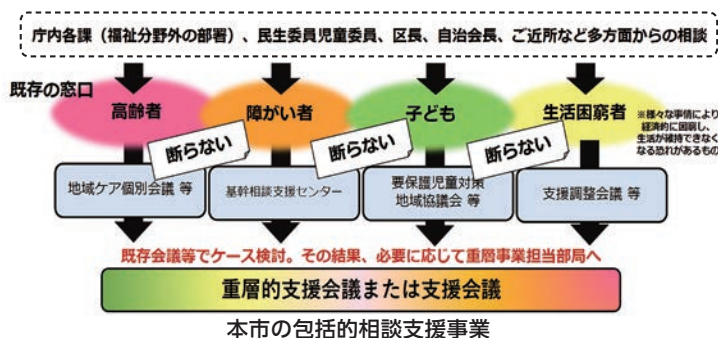 庁内各課（福祉分野外の部署）、民生委員児童委員、区長、自治会長、ご近所など多方面からの相談
既存の窓口
高齢者
障がい者
子ども
生活困窮者
※様々な事情により
経済的に困窮し、
生活が維持できなく
なる恐れがあるもの
断らない
断らない
断らない
地域ケア個別会議 等
基幹相談支援センター
要保護児童対策
地域協議会 等
支援調整会議 等
既存会議等でケース検討。その結果、必要に応じて重層事業担当部局へ
重層的支援会議または支援会議
本市の包括的相談支援事業